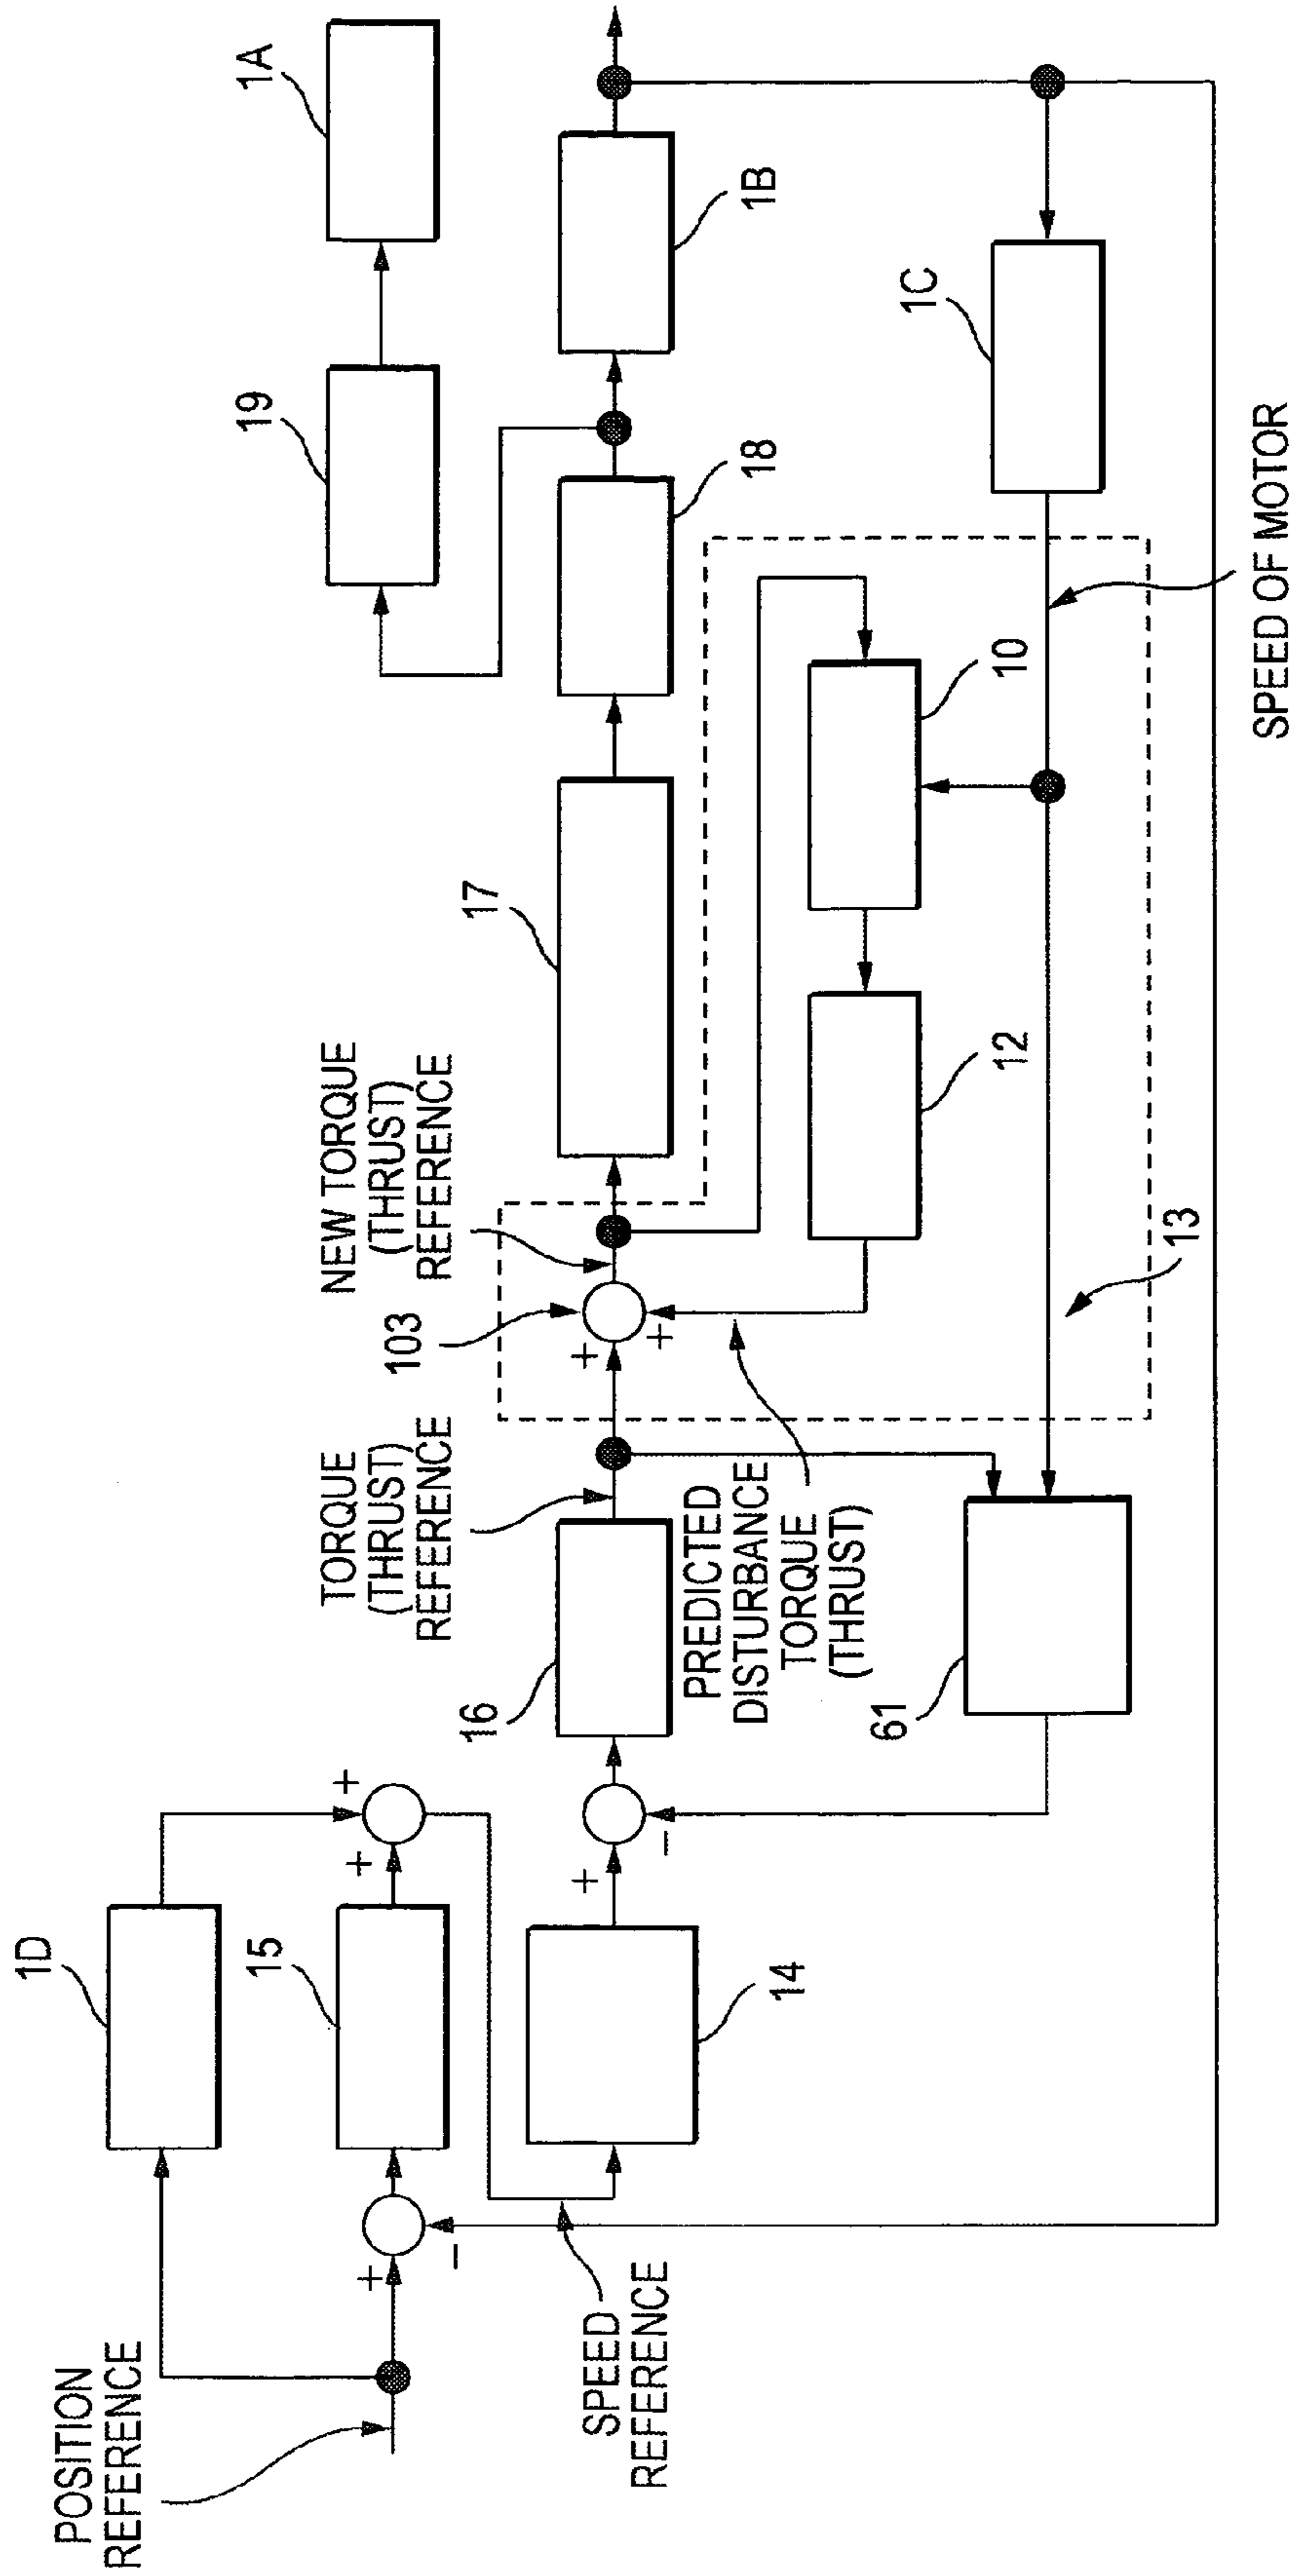 POSITION
REFERENCE
1D
15
SPEED
REFERENCE
14
+
-
+
+
+
-
16
61
TORQUE
(THRUST)
REFERENCE
PREDICTED
DISTURBANCE
TORQUE
(THRUST)
103
+
+
NEW TORQUE
(THRUST)
REFERENCE
13
17
12
10
18
19
1A
1B
1C
SPEED OF MOTOR